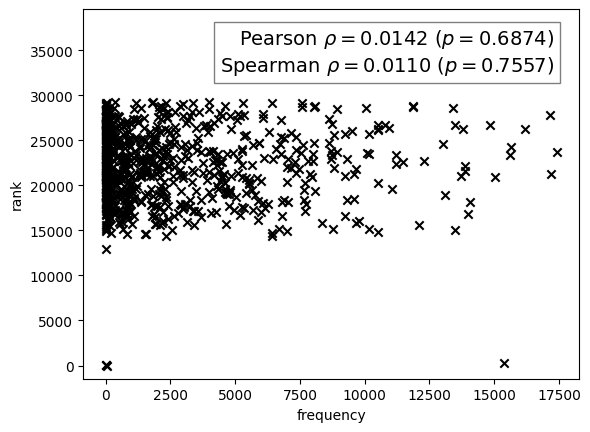 Pearson ρ = 0.0142 (p = 0.6874)
Spearman ρ = 0.0110 (p = 0.7557)
35000
30000
25000
20000
15000
10000
5000
0
rank
0 2500 5000 7500 10000 12500 15000 17500
frequency